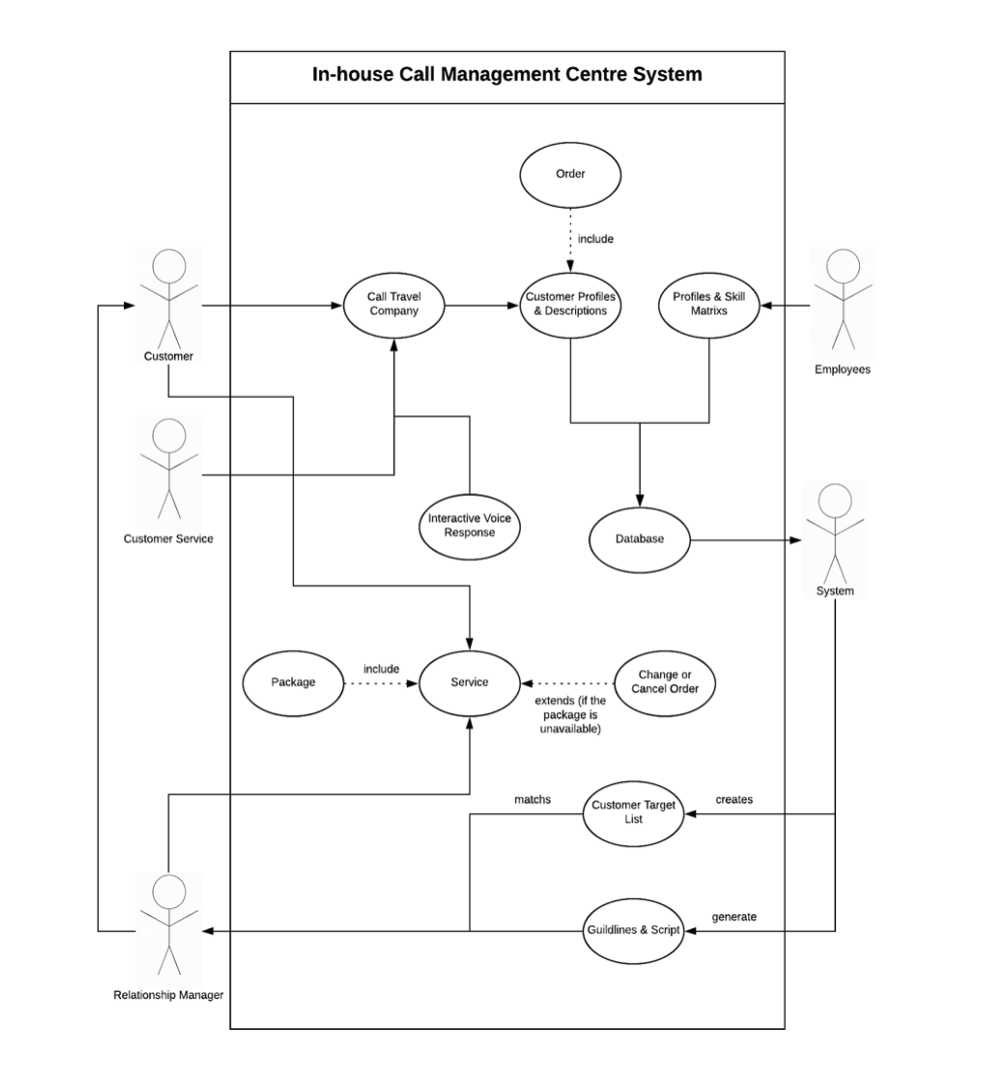 In-house Call Management Centre System
Order
include
Call Travel
Company
Customer Profiles
& Descriptions
Profiles & Skill
Matrixs
Customer
Employees
Customer Service
Interactive Voice
Response
Database
System
Package
include
Service
extends (if the
package is
unavailable)
Change or
Cancel Order
matchs
Customer Target
List
creates
Guildlines & Script
generate
Relationship Manager